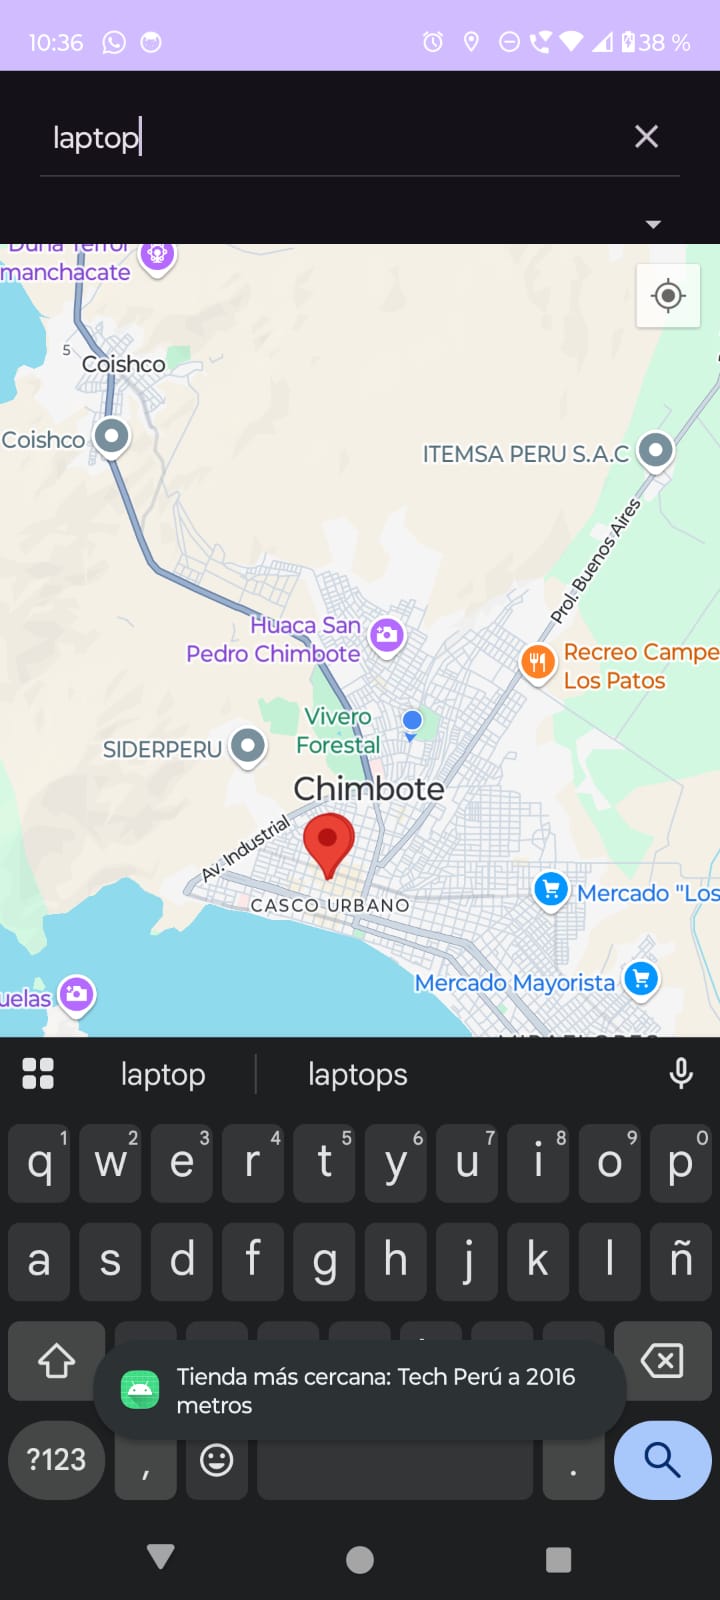 10:36
38 %
laptop
manchacate
5
Coishco
Coishco
ITEMSA PERU S.A.C
Prol. Buenos Aires
Huaca San
Pedro Chimbote
Recreo Campe
Los Patos
Vivero
Forestal
SIDERPERU
Chimbote
Av. Industrial
CASCO URBANO
Mercado "Los
Mercado Mayorista
uelas
laptop laptops
1 2 3 4 5 6 7 8 9 0
q w e r t y u i o p
a s d f g h j k l ñ
Tienda más cercana: Tech Perú a 2016
metros
?123 , .